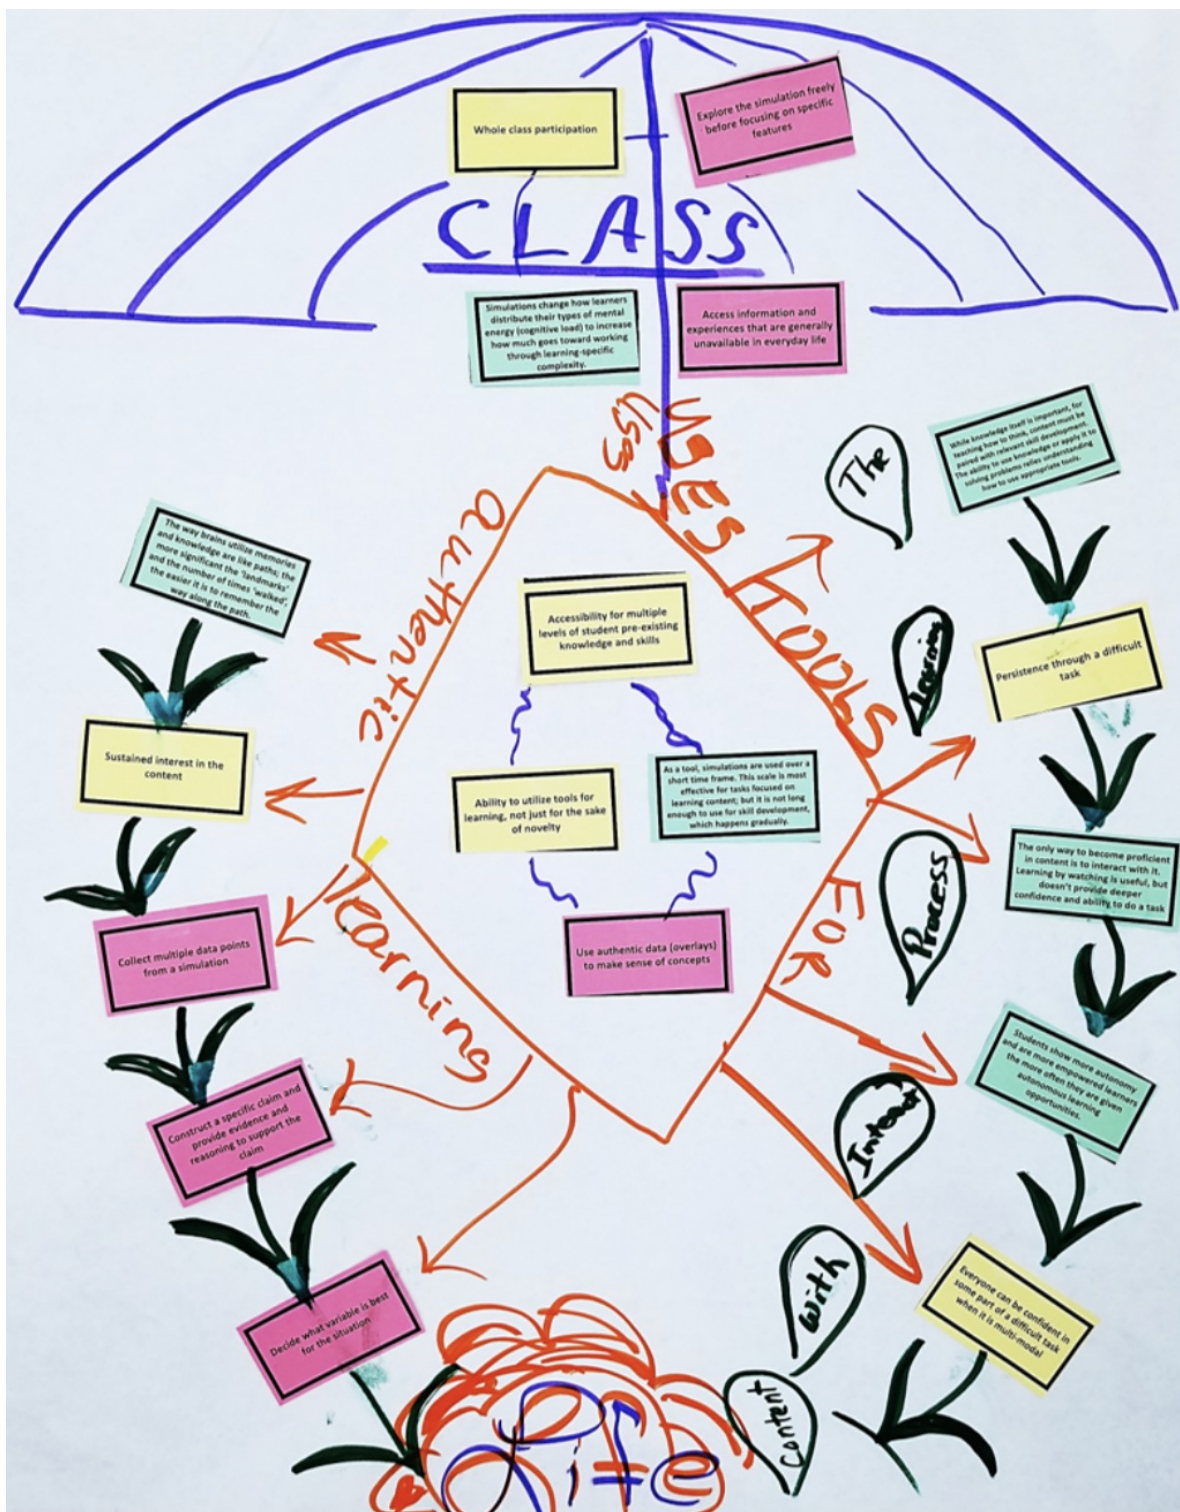 Whole class participation
Explore the simulation freely
before focusing on specific
features
CLASS
Simulations change how learners
distribute their types of mental
energy (cognitive load) to increase
how much goes toward working
through learning-specific
complexity.
Access information and
experiences that are generally
unavailable in everyday life
uses
USES
TOOLS
FOR
authentic
learning
The
learning
Process
Interact
with
content
While knowledge itself is important, for
teaching how to think, content must be
paired with relevant skill development.
The ability to use knowledge or apply it to
solving problems relies understanding
how to use appropriate tools.
The way brains utilize memories
and knowledge are like paths; the
more significant the 'landmarks'
and the number of times 'walked',
the easier it is to remember the
way along the path.
Accessibility for multiple
levels of student pre-existing
knowledge and skills
Persistence through a difficult
task
Sustained interest in the
content
Ability to utilize tools for
learning, not just for the sake
of novelty
As a tool, simulations are used over a
short time frame. This scale is most
effective for tasks focused on
learning content; but it is not long
enough to use for skill development,
which happens gradually.
The only way to become proficient
in content is to interact with it.
Learning by watching is useful, but
doesn't provide deeper
confidence and ability to do a task
Collect multiple data points
from a simulation
Use authentic data (overlays)
to make sense of concepts
Students show more autonomy
and are more empowered learners
the more often they are given
autonomous learning
opportunities.
Construct a specific claim and
provide evidence and
reasoning to support the
claim
Everyone can be confident in
some part of a difficult task
when it is multi-modal
Decide what variable is best
for the situation
Life